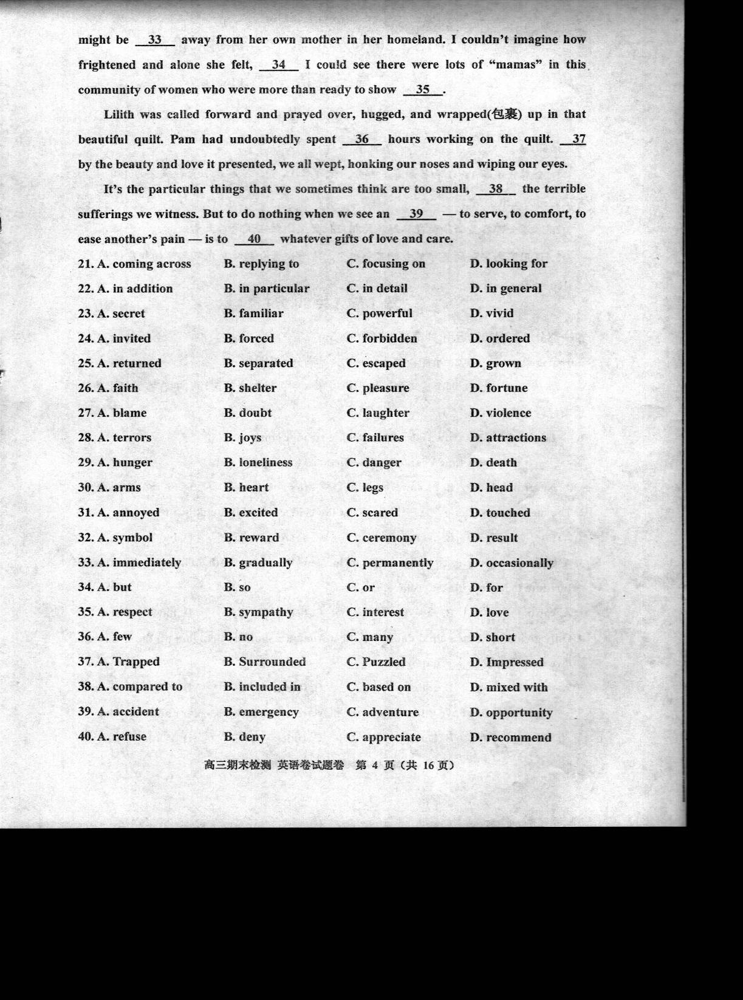 might be 33 away from her own mother in her homeland. I couldn't imagine how
frightened and alone she felt, 34 I could see there were lots of “mamas” in this
community of women who were more than ready to show 35 .
Lilith was called forward and prayed over, hugged, and wrapped(包裹) up in that
beautiful quilt. Pam had undoubtedly spent 36 hours working on the quilt. 37
by the beauty and love it presented, we all wept, honking our noses and wiping our eyes.
It's the particular things that we sometimes think are too small, 38 the terrible
sufferings we witness. But to do nothing when we see an 39 — to serve, to comfort, to
ease another's pain — is to 40 whatever gifts of love and care.
21. A. coming across B. replying to C. focusing on D. looking for
22. A. in addition B. in particular C. in detail D. in general
23. A. secret B. familiar C. powerful D. vivid
24. A. invited B. forced C. forbidden D. ordered
25. A. returned B. separated C. escaped D. grown
26. A. faith B. shelter C. pleasure D. fortune
27. A. blame B. doubt C. laughter D. violence
28. A. terrors B. joys C. failures D. attractions
29. A. hunger B. loneliness C. danger D. death
30. A. arms B. heart C. legs D. head
31. A. annoyed B. excited C. scared D. touched
32. A. symbol B. reward C. ceremony D. result
33. A. immediately B. gradually C. permanently D. occasionally
34. A. but B. so C. or D. for
35. A. respect B. sympathy C. interest D. love
36. A. few B. no C. many D. short
37. A. Trapped B. Surrounded C. Puzzled D. Impressed
38. A. compared to B. included in C. based on D. mixed with
39. A. accident B. emergency C. adventure D. opportunity
40. A. refuse B. deny C. appreciate D. recommend
高三期末检测 英语卷试题卷 第 4 页（共 16 页）